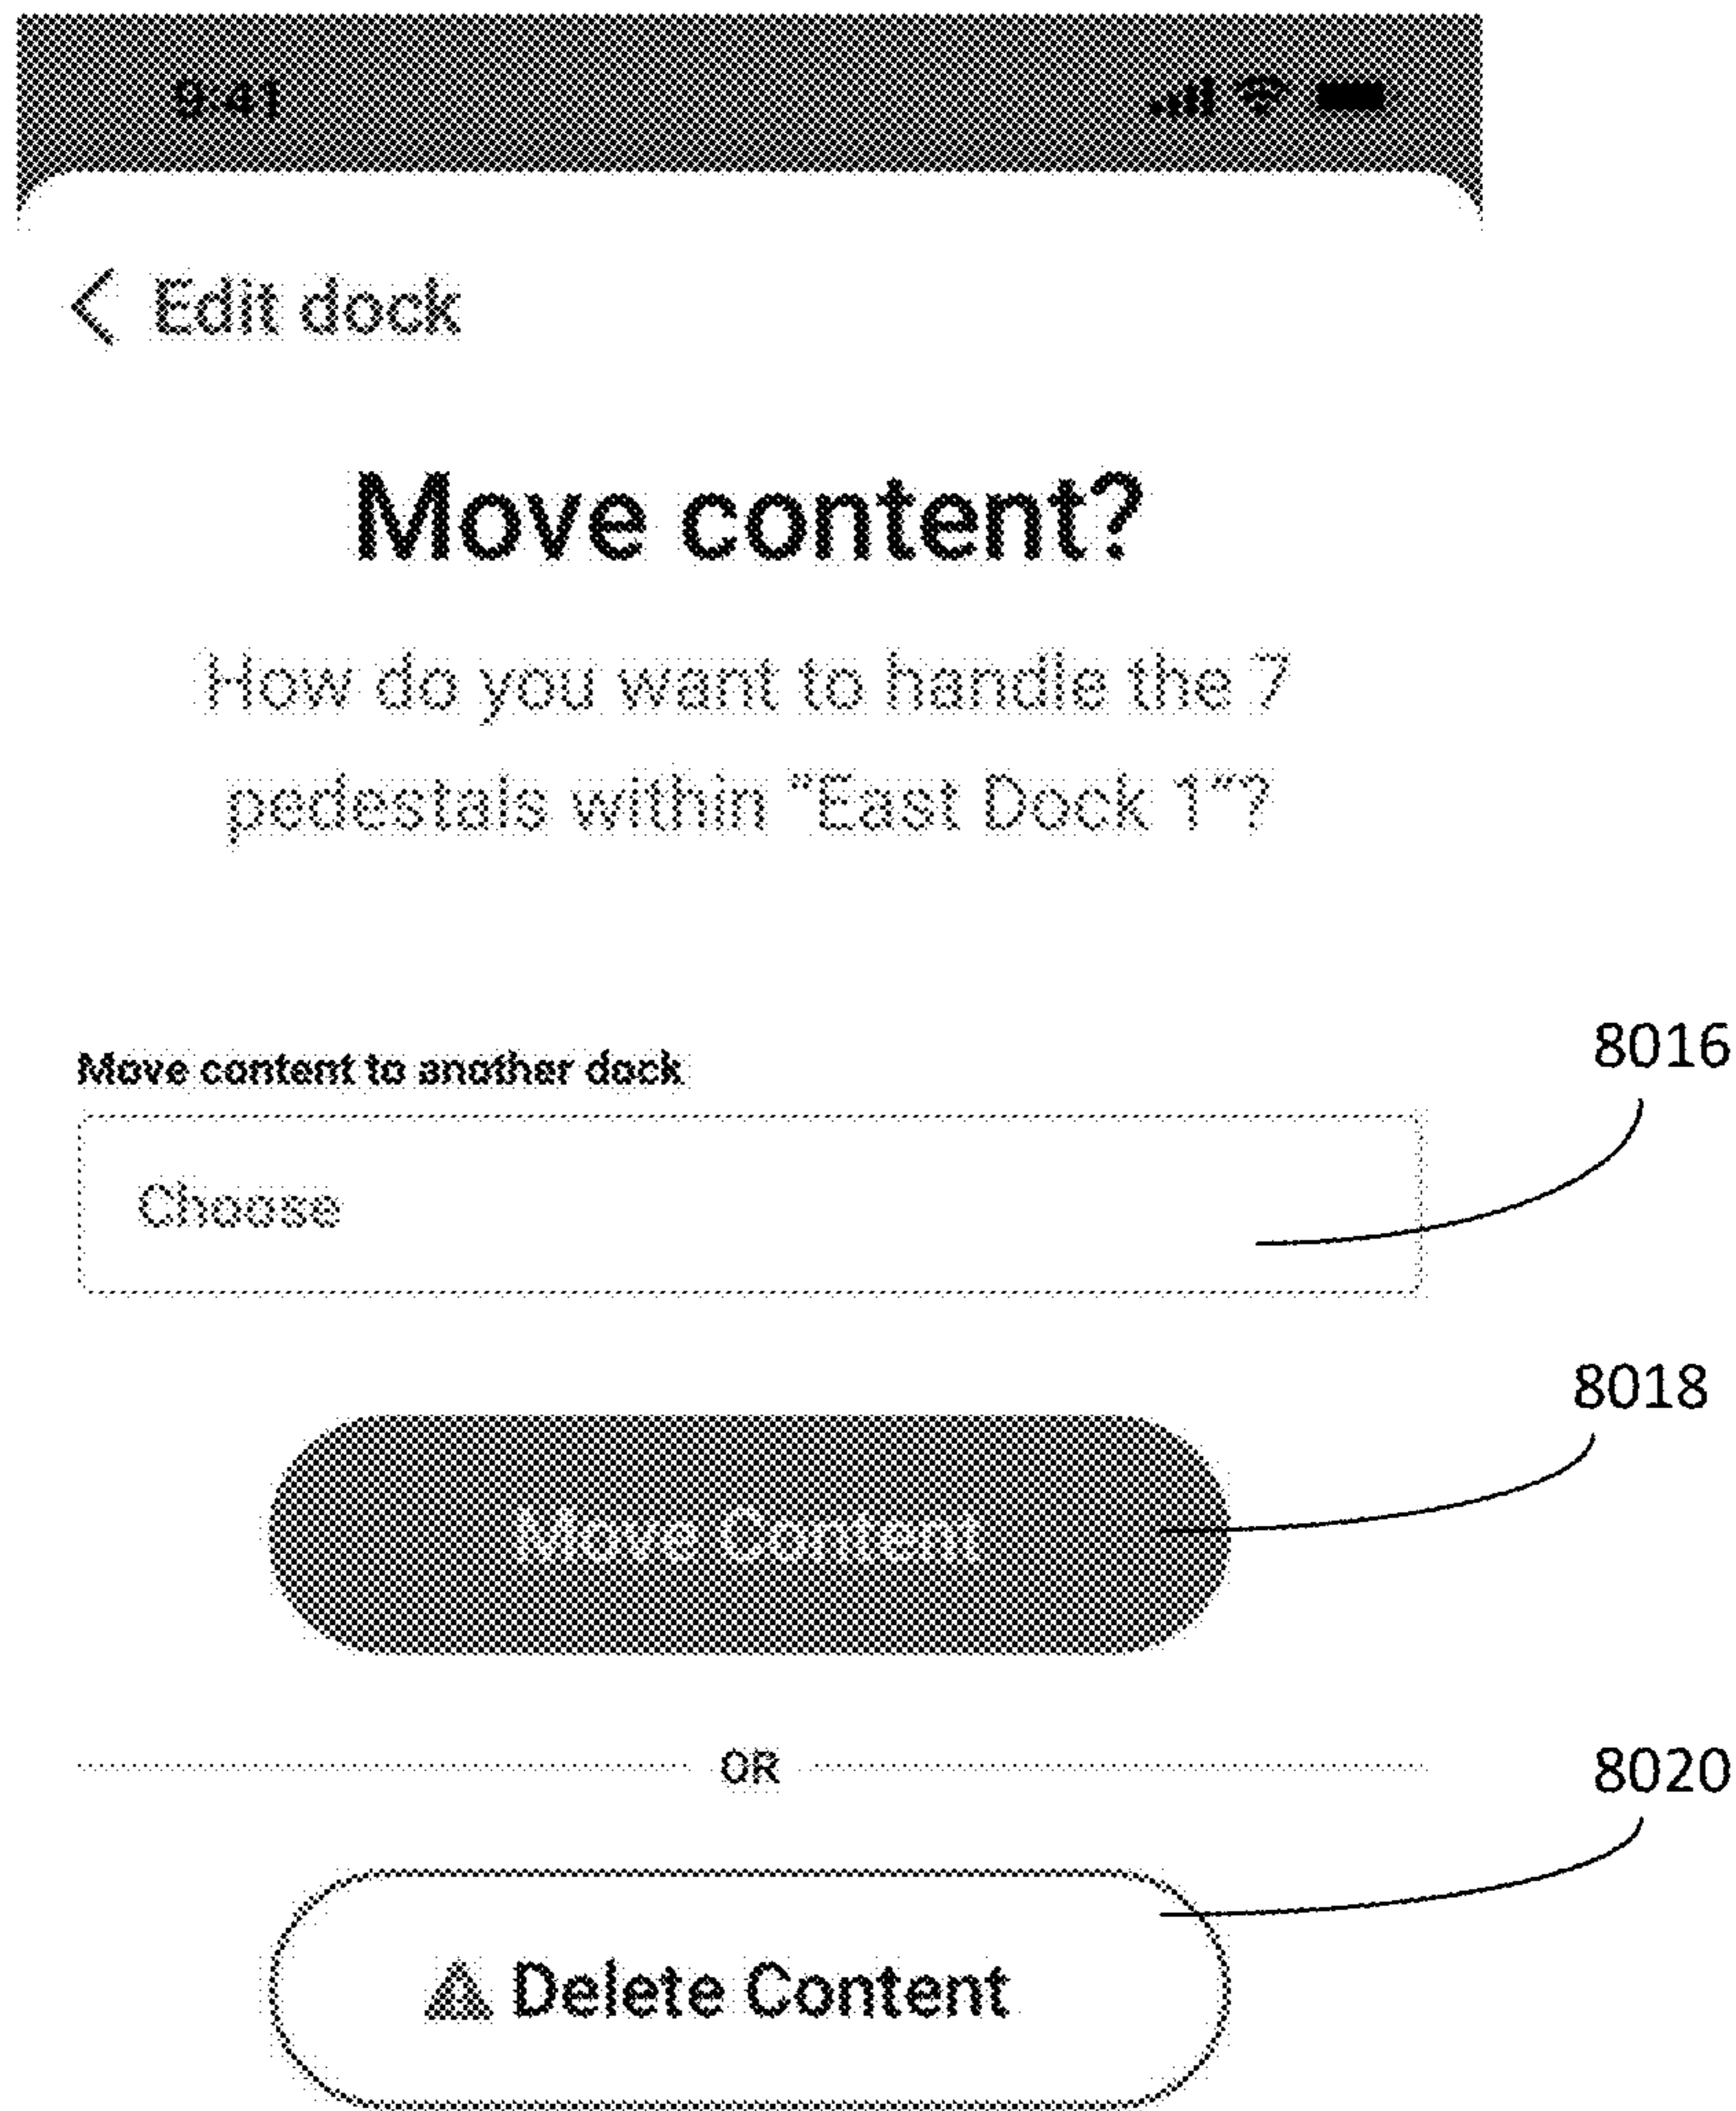 9:41
Edit dock
Move content?
How do you want to handle the 7
pedestals within "East Dock 1"?
8016
Move content to another dock
Choose
8018
Move Content
OR
8020
Delete Content